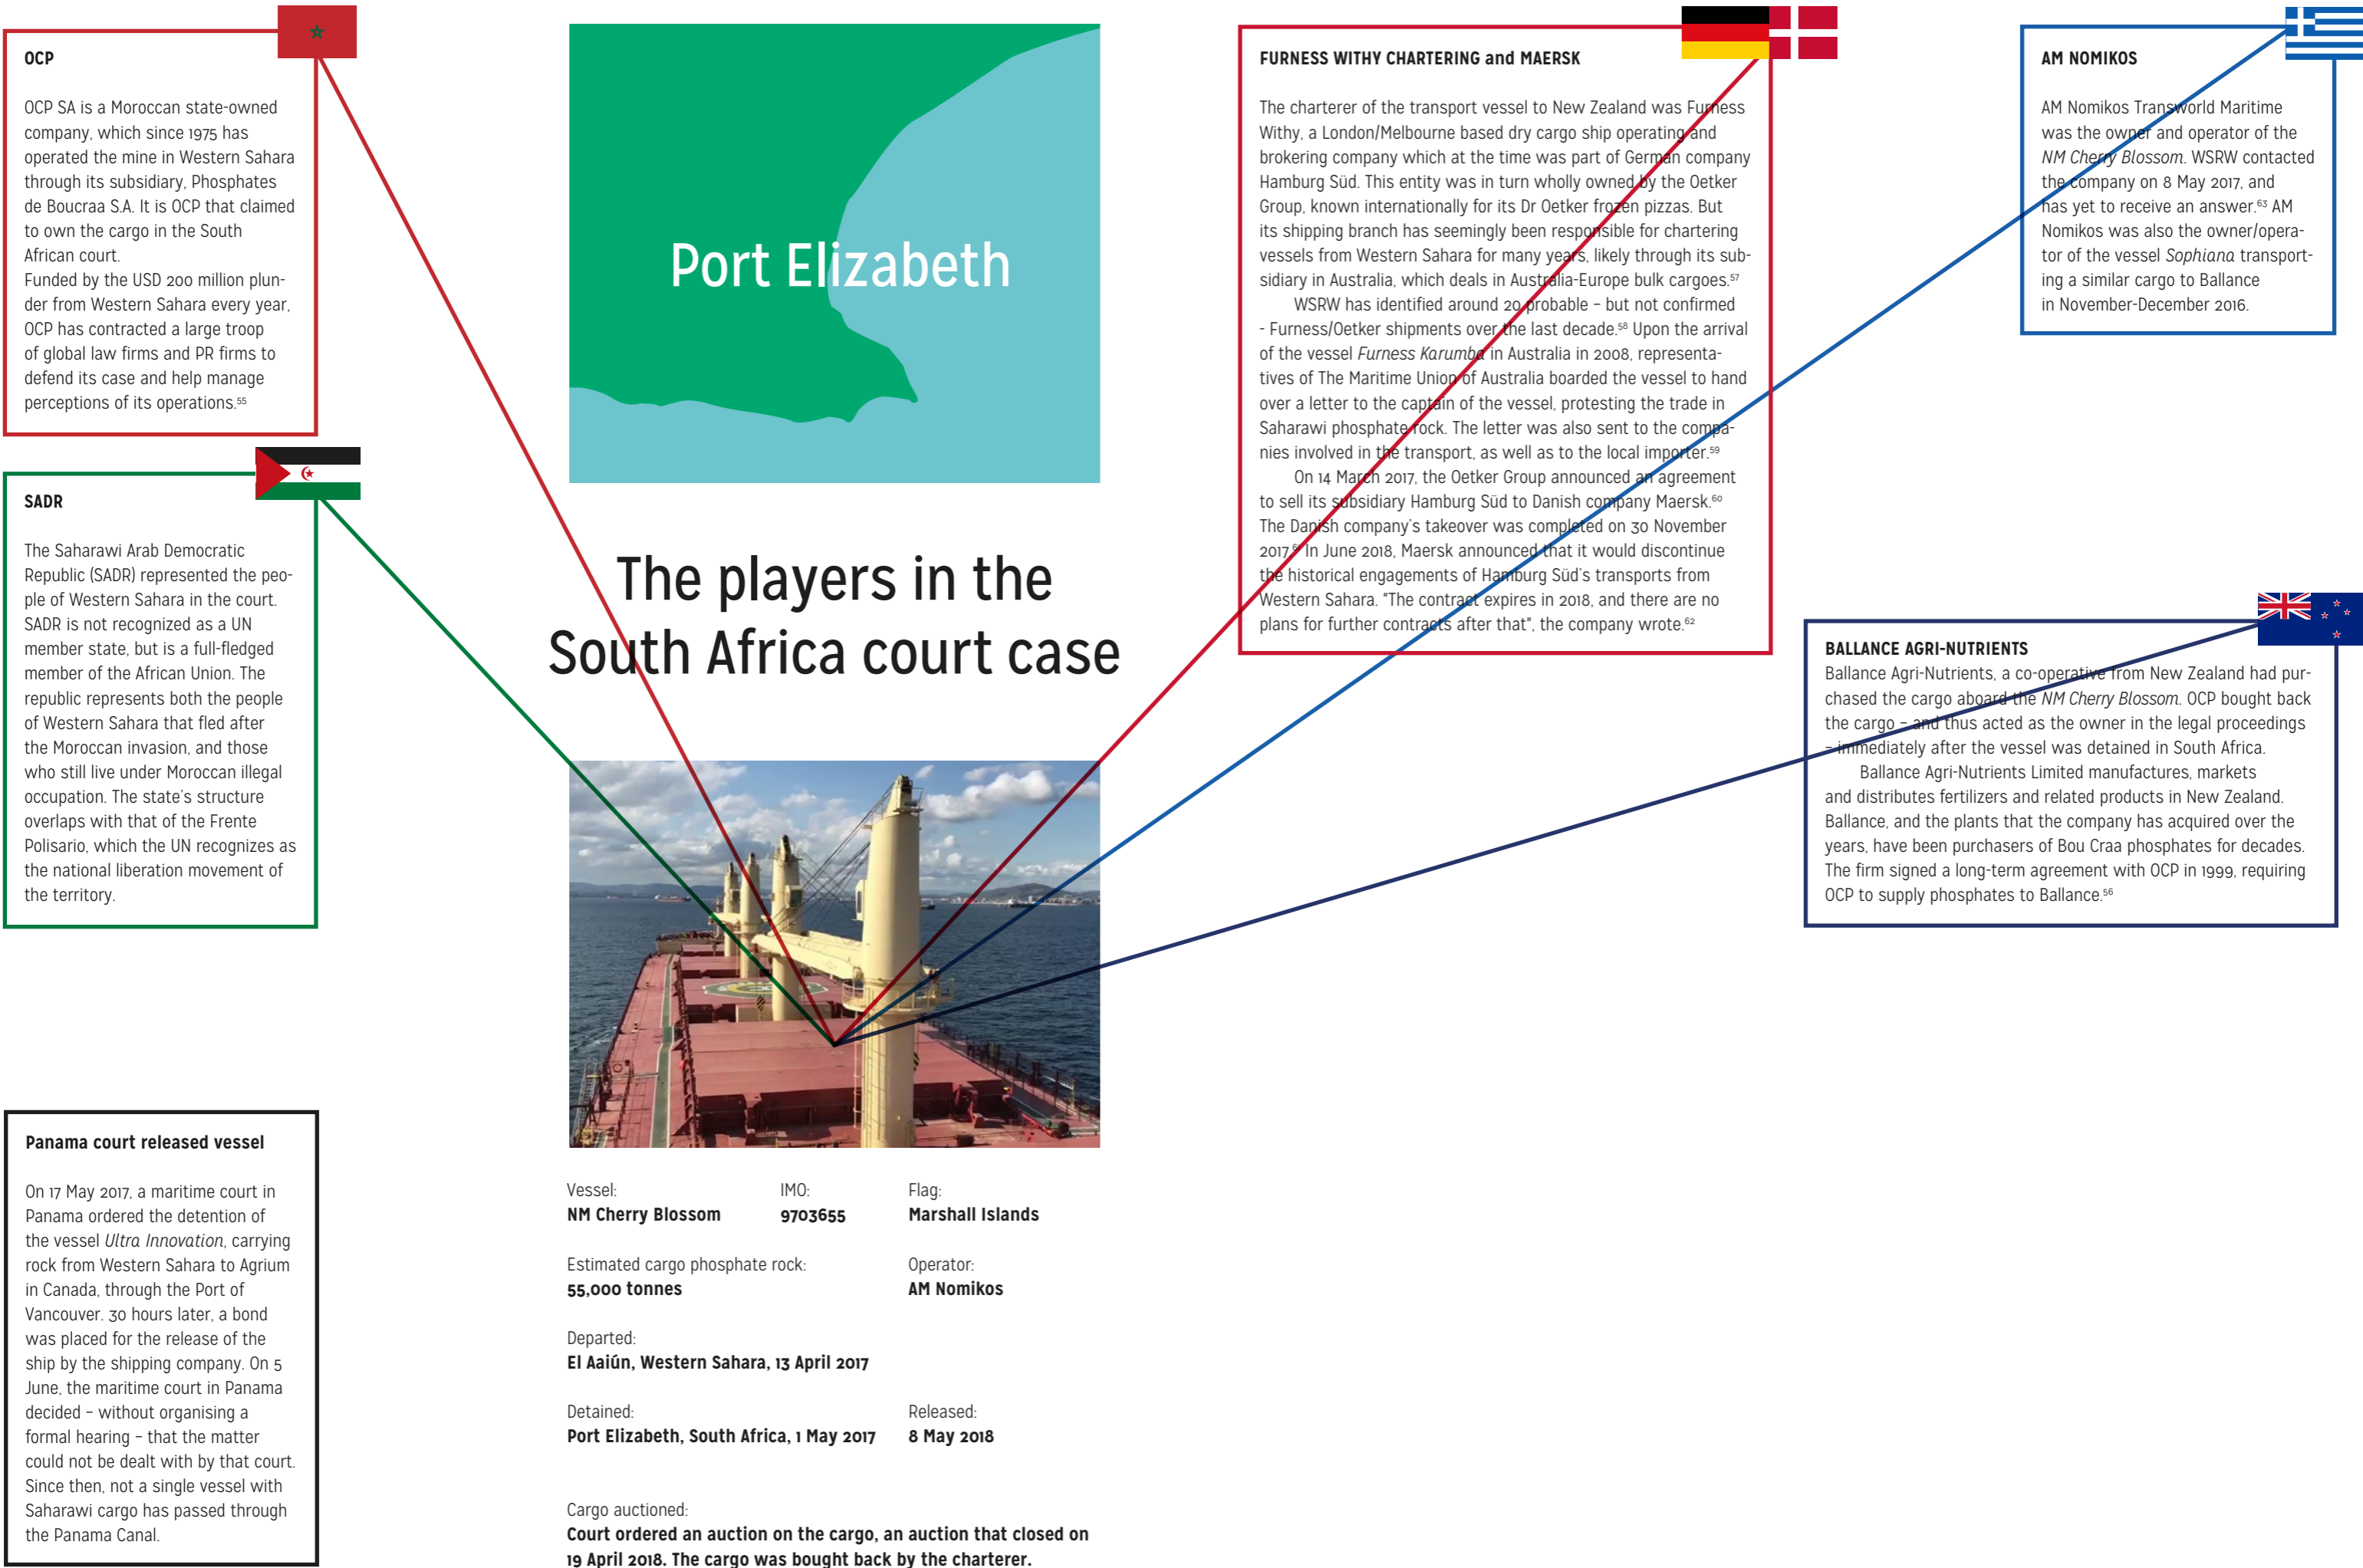 OCP
OCP SA is a Moroccan state-owned
company, which since 1975 has
operated the mine in Western Sahara
through its subsidiary, Phosphates
de Boucraa S.A. It is OCP that claimed
to own the cargo in the South
African court.
Funded by the USD 200 million plun-
der from Western Sahara every year,
OCP has contracted a large troop
of global law firms and PR firms to
defend its case and help manage
perceptions of its operations.55
SADR
The Saharawi Arab Democratic
Republic (SADR) represented the peo-
ple of Western Sahara in the court.
SADR is not recognized as a UN
member state, but is a full-fledged
member of the African Union. The
republic represents both the people
of Western Sahara that fled after
the Moroccan invasion, and those
who still live under Moroccan illegal
occupation. The state's structure
overlaps with that of the Frente
Polisario, which the UN recognizes as
the national liberation movement of
the territory.
Panama court released vessel
On 17 May 2017, a maritime court in
Panama ordered the detention of
the vessel Ultra Innovation, carrying
rock from Western Sahara to Agrium
in Canada, through the Port of
Vancouver. 30 hours later, a bond
was placed for the release of the
ship by the shipping company. On 5
June, the maritime court in Panama
decided – without organising a
formal hearing – that the matter
could not be dealt with by that court.
Since then, not a single vessel with
Saharawi cargo has passed through
the Panama Canal.
Port Elizabeth
The players in the
South Africa court case
Vessel:
NM Cherry Blossom
IMO:
9703655
Flag:
Marshall Islands
Estimated cargo phosphate rock:
55,000 tonnes
Operator:
AM Nomikos
Departed:
El Aaiún, Western Sahara, 13 April 2017
Detained:
Port Elizabeth, South Africa, 1 May 2017
Released:
8 May 2018
Cargo auctioned:
Court ordered an auction on the cargo, an auction that closed on
19 April 2018. The cargo was bought back by the charterer.
FURNESS WITHY CHARTERING and MAERSK
The charterer of the transport vessel to New Zealand was Furness
Withy, a London/Melbourne based dry cargo ship operating and
brokering company which at the time was part of German company
Hamburg Süd. This entity was in turn wholly owned by the Oetker
Group, known internationally for its Dr Oetker frozen pizzas. But
its shipping branch has seemingly been responsible for chartering
vessels from Western Sahara for many years, likely through its sub-
sidiary in Australia, which deals in Australia-Europe bulk cargoes.57
WSRW has identified around 20 probable – but not confirmed
- Furness/Oetker shipments over the last decade.58 Upon the arrival
of the vessel Furness Karumba in Australia in 2008, representa-
tives of The Maritime Union of Australia boarded the vessel to hand
over a letter to the captain of the vessel, protesting the trade in
Saharawi phosphate rock. The letter was also sent to the compa-
nies involved in the transport, as well as to the local importer.59
On 14 March 2017, the Oetker Group announced an agreement
to sell its subsidiary Hamburg Süd to Danish company Maersk.60
The Danish company's takeover was completed on 30 November
2017.61 In June 2018, Maersk announced that it would discontinue
the historical engagements of Hamburg Süd's transports from
Western Sahara. "The contract expires in 2018, and there are no
plans for further contracts after that", the company wrote.62
AM NOMIKOS
AM Nomikos Transworld Maritime
was the owner and operator of the
NM Cherry Blossom. WSRW contacted
the company on 8 May 2017, and
has yet to receive an answer.63 AM
Nomikos was also the owner/opera-
tor of the vessel Sophiana transport-
ing a similar cargo to Ballance
in November-December 2016.
BALLANCE AGRI-NUTRIENTS
Ballance Agri-Nutrients, a co-operative from New Zealand had pur-
chased the cargo aboard the NM Cherry Blossom. OCP bought back
the cargo – and thus acted as the owner in the legal proceedings
– immediately after the vessel was detained in South Africa.
Ballance Agri-Nutrients Limited manufactures, markets
and distributes fertilizers and related products in New Zealand.
Ballance, and the plants that the company has acquired over the
years, have been purchasers of Bou Craa phosphates for decades.
The firm signed a long-term agreement with OCP in 1999, requiring
OCP to supply phosphates to Ballance.56